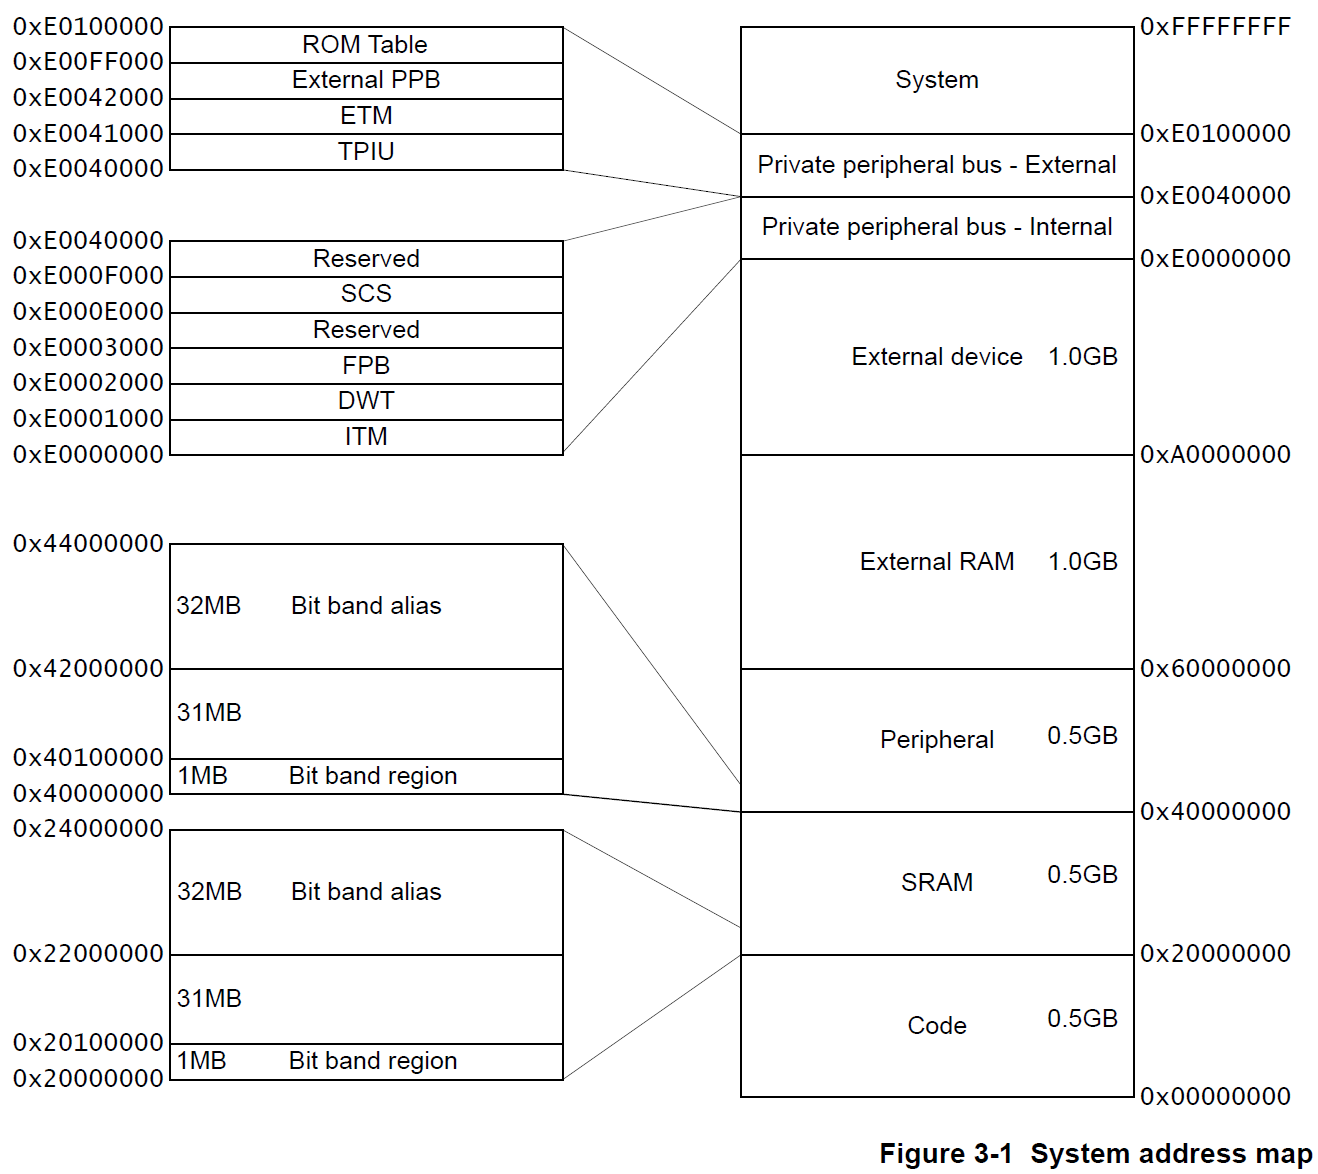 0xE0100000
ROM Table
0xE00FF000
External PPB
0xE0042000
ETM
0xE0041000
TPIU
0xE0040000
0xE0040000
Reserved
0xE000F000
SCS
0xE000E000
Reserved
0xE0003000
FPB
0xE0002000
DWT
0xE0001000
ITM
0xE0000000
0x44000000
32MB Bit band alias
0x42000000
31MB
0x40100000
1MB Bit band region
0x40000000
0x24000000
32MB Bit band alias
0x22000000
31MB
0x20100000
1MB Bit band region
0x20000000
0xFFFFFFFF
System
0xE0100000
Private peripheral bus - External
0xE0040000
Private peripheral bus - Internal
0xE0000000
External device 1.0GB
0xA0000000
External RAM 1.0GB
0x60000000
Peripheral 0.5GB
0x40000000
SRAM 0.5GB
0x20000000
Code 0.5GB
0x00000000
Figure 3-1 System address map